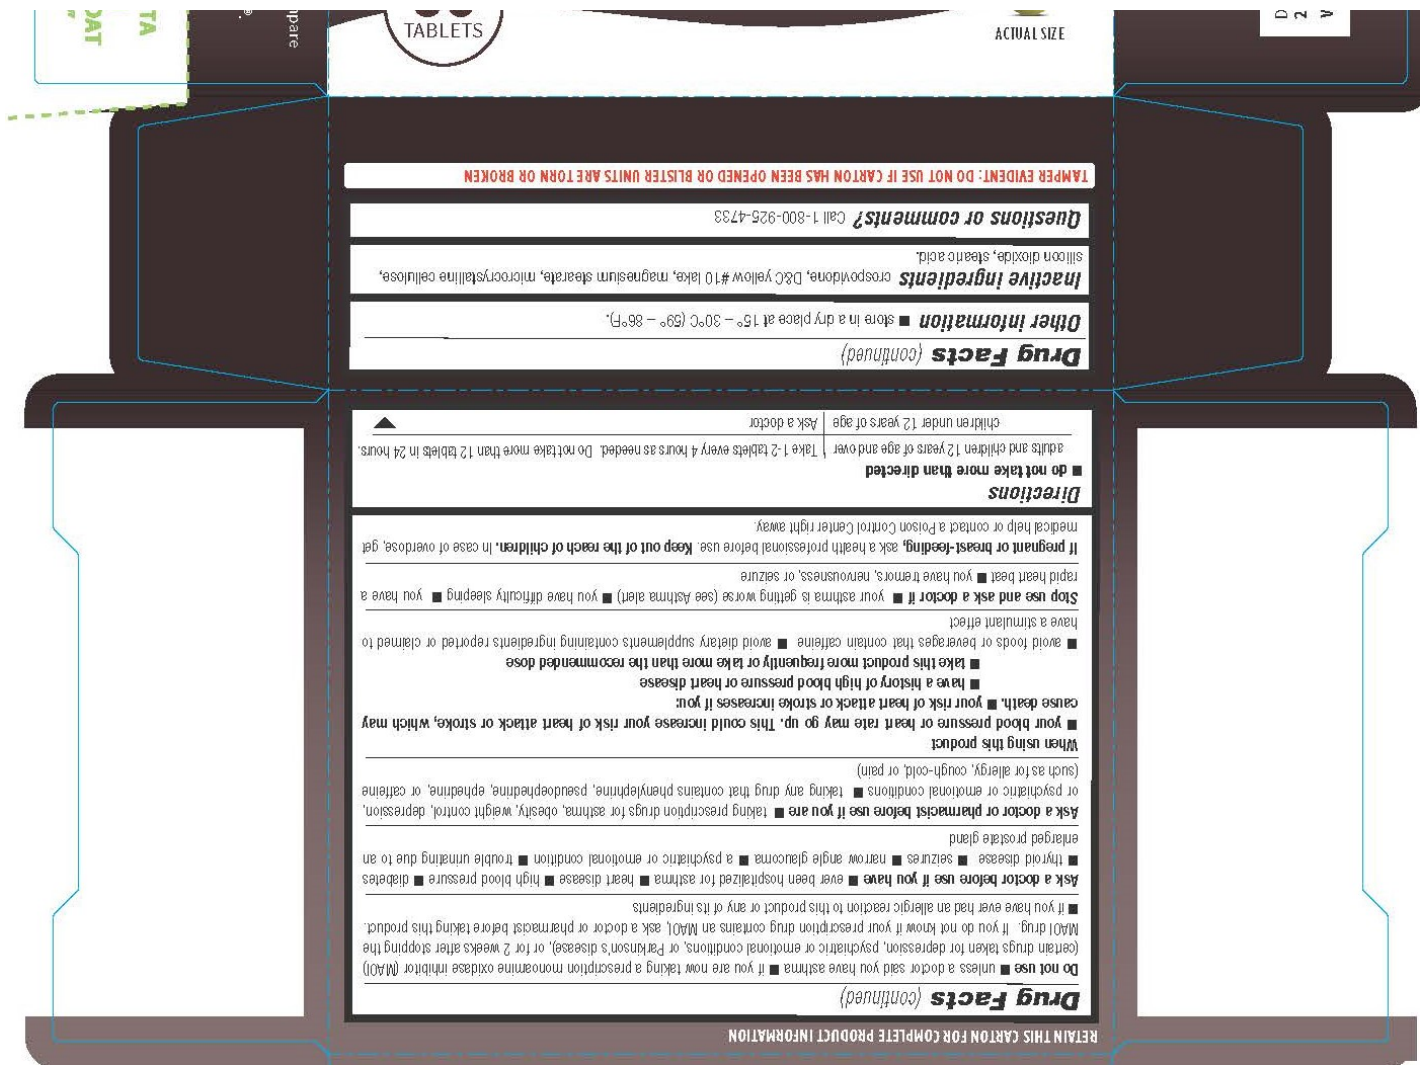 RETAIN THIS CARTON FOR COMPLETE PRODUCT INFORMATION
Drug Facts (continued)
Do not use ■ unless a doctor said you have asthma ■ if you are now taking a prescription monoamine oxidase inhibitor (MAOI)
(certain drugs taken for depression, psychiatric or emotional conditions, or Parkinson's disease), or for 2 weeks after stopping the
MAOI drug. If you do not know if your prescription drug contains an MAOI, ask a doctor or pharmacist before taking this product.
■ if you have ever had an allergic reaction to this product or any of its ingredients
Ask a doctor before use if you have ■ ever been hospitalized for asthma ■ heart disease ■ high blood pressure ■ diabetes
■ thyroid disease ■ seizures ■ narrow angle glaucoma ■ a psychiatric or emotional condition ■ trouble urinating due to an
enlarged prostate gland
Ask a doctor or pharmacist before use if you are ■ taking prescription drugs for asthma, obesity, weight control, depression,
or psychiatric or emotional conditions ■ taking any drug that contains phenylephrine, pseudoephedrine, ephedrine, or caffeine
(such as for allergy, cough-cold, or pain)
When using this product
■ your blood pressure or heart rate may go up. This could increase your risk of heart attack or stroke, which may
cause death. ■ your risk of heart attack or stroke increases if you:
■ have a history of high blood pressure or heart disease
■ take this product more frequently or take more than the recommended dose
■ avoid foods or beverages that contain caffeine ■ avoid dietary supplements containing ingredients reported or claimed to
have a stimulant effect
Stop use and ask a doctor if ■ your asthma is getting worse (see Asthma alert) ■ you have difficulty sleeping ■ you have a
rapid heart beat ■ you have tremors, nervousness, or seizure
If pregnant or breast-feeding, ask a health professional before use. Keep out of the reach of children. In case of overdose, get
medical help or contact a Poison Control Center right away.
Directions
■ do not take more than directed
adults and children 12 years of age and over Take 1-2 tablets every 4 hours as needed. Do not take more than 12 tablets in 24 hours.
children under 12 years of age Ask a doctor
Drug Facts (continued)
Other information ■ store in a dry place at 15° – 30°C (59° – 86°F).
Inactive ingredients crospovidone, D&C yellow #10 lake, magnesium stearate, microcrystalline cellulose,
silicon dioxide, stearic acid.
Questions or comments? Call 1-800-925-4733
TAMPER EVIDENT: DO NOT USE IF CARTON HAS BEEN OPENED OR BLISTER UNITS ARE TORN OR BROKEN
TABLETS
ACTUAL SIZE